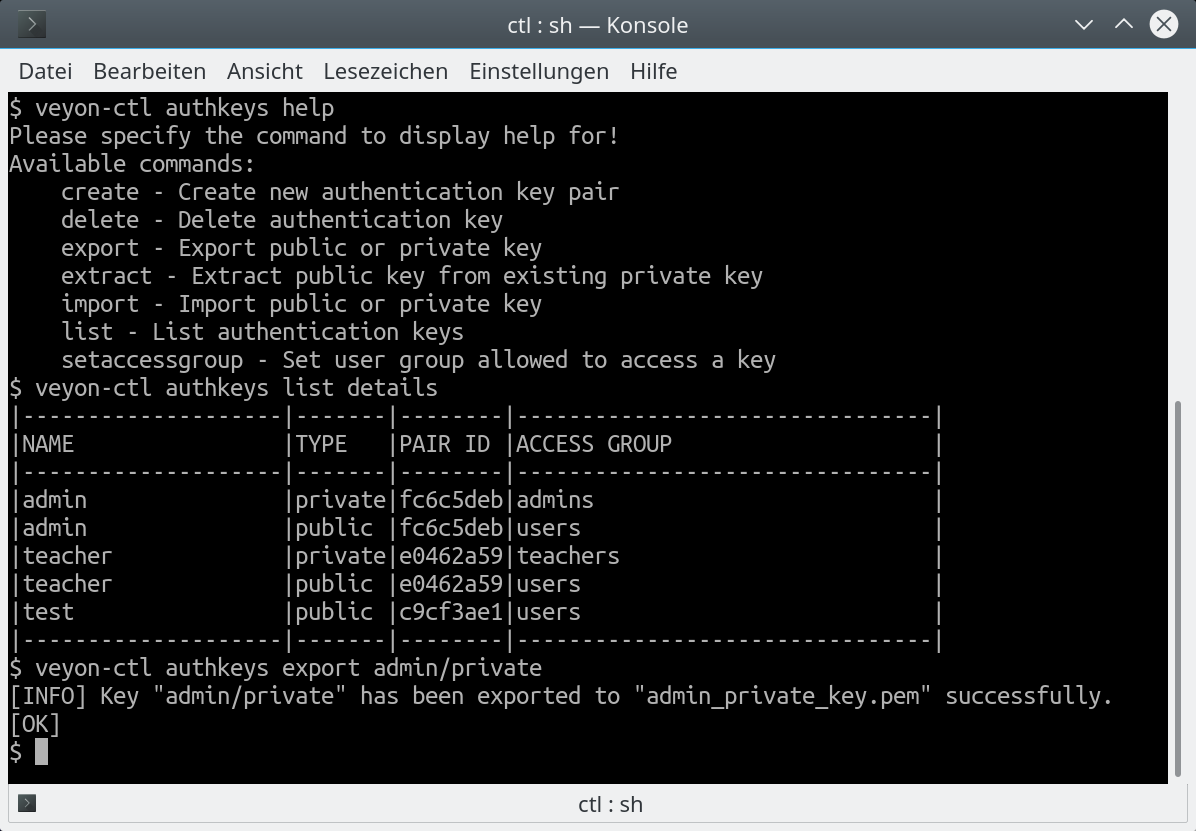 ctl : sh — Konsole
Datei Bearbeiten Ansicht Lesezeichen Einstellungen Hilfe
$ veyon-ctl authkeys help
Please specify the command to display help for!
Available commands:
    create - Create new authentication key pair
    delete - Delete authentication key
    export - Export public or private key
    extract - Extract public key from existing private key
    import - Import public or private key
    list - List authentication keys
    setaccessgroup - Set user group allowed to access a key
$ veyon-ctl authkeys list details
|--------------------|-------|--------|--------------------------------|
|NAME                |TYPE   |PAIR ID |ACCESS GROUP                    |
|--------------------|-------|--------|--------------------------------|
|admin               |private|fc6c5deb|admins                          |
|admin               |public |fc6c5deb|users                           |
|teacher             |private|e0462a59|teachers                        |
|teacher             |public |e0462a59|users                           |
|test                |public |c9cf3ae1|users                           |
|--------------------|-------|--------|--------------------------------|
$ veyon-ctl authkeys export admin/private
[INFO] Key "admin/private" has been exported to "admin_private_key.pem" successfully.
[OK]
$
ctl : sh